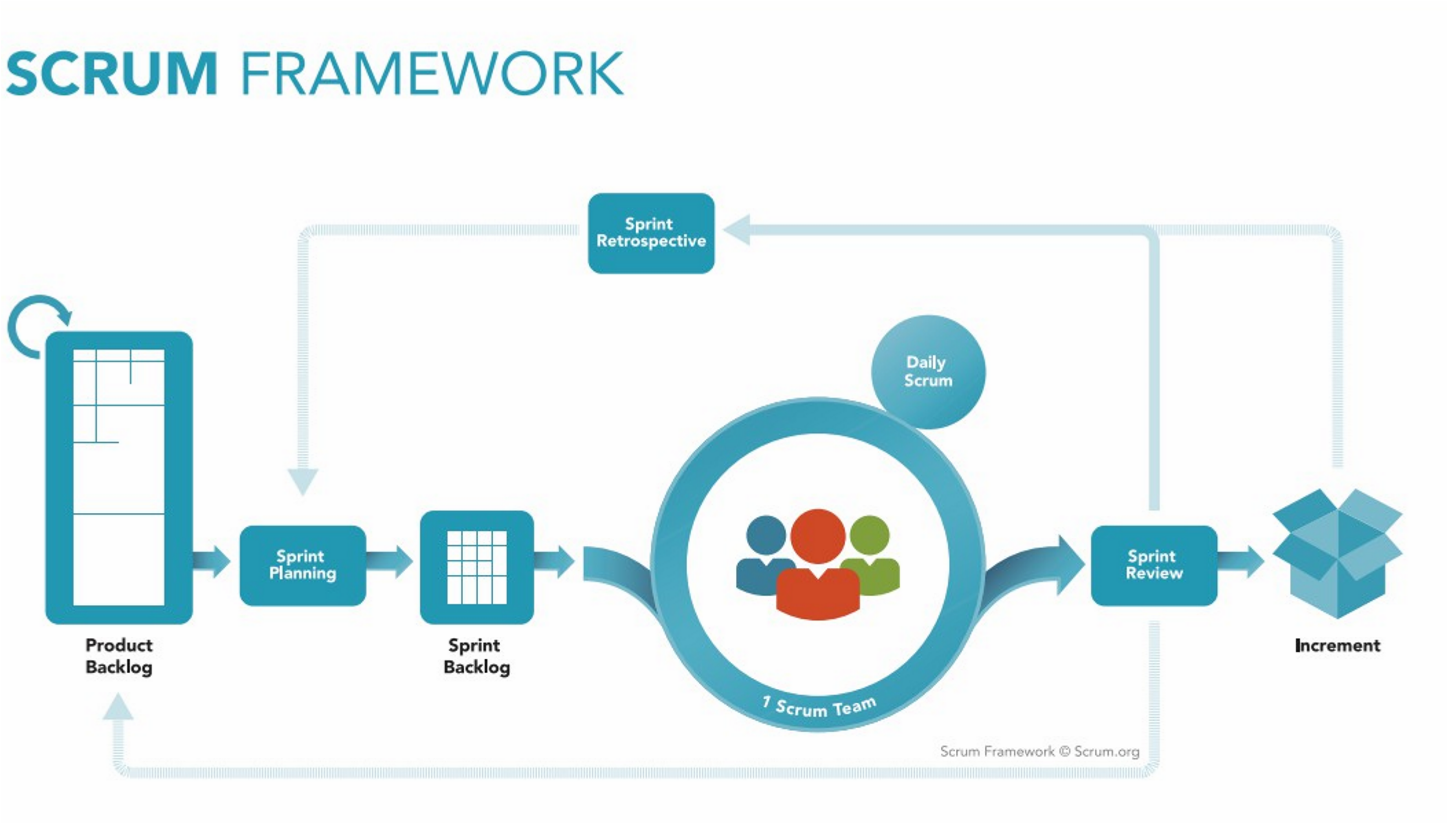 SCRUM FRAMEWORK
Sprint
Retrospective
Daily
Scrum
Sprint
Planning
Sprint
Review
Product
Backlog
Sprint
Backlog
Increment
1 Scrum Team
Scrum Framework © Scrum.org